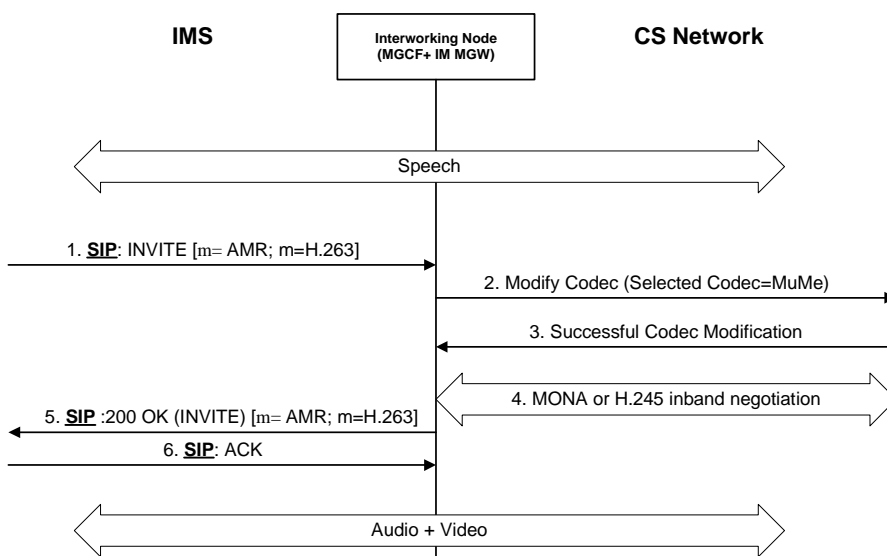 IMS
Interworking Node
(MGCF+ IM MGW)
CS Network
Speech
1. SIP: INVITE [m= AMR; m=H.263]
2. Modify Codec (Selected Codec=MuMe)
3. Successful Codec Modification
4. MONA or H.245 inband negotiation
5. SIP :200 OK (INVITE) [m= AMR; m=H.263]
6. SIP: ACK
Audio + Video